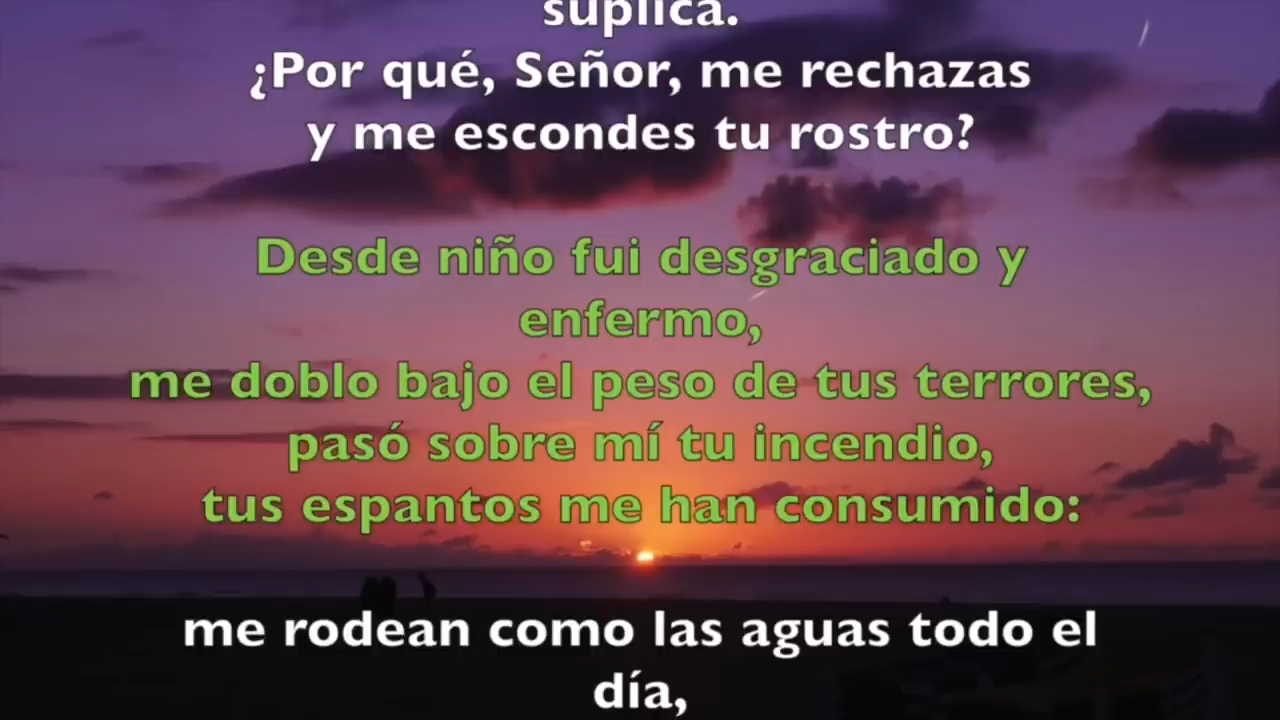 súplica.
¿Por qué, Señor, me rechazas
y me escondes tu rostro?
Desde niño fui desgraciado y
enfermo,
me doblo bajo el peso de tus terrores,
pasó sobre mí tu incendio,
tus espantos me han consumido:
me rodean como las aguas todo el
día,